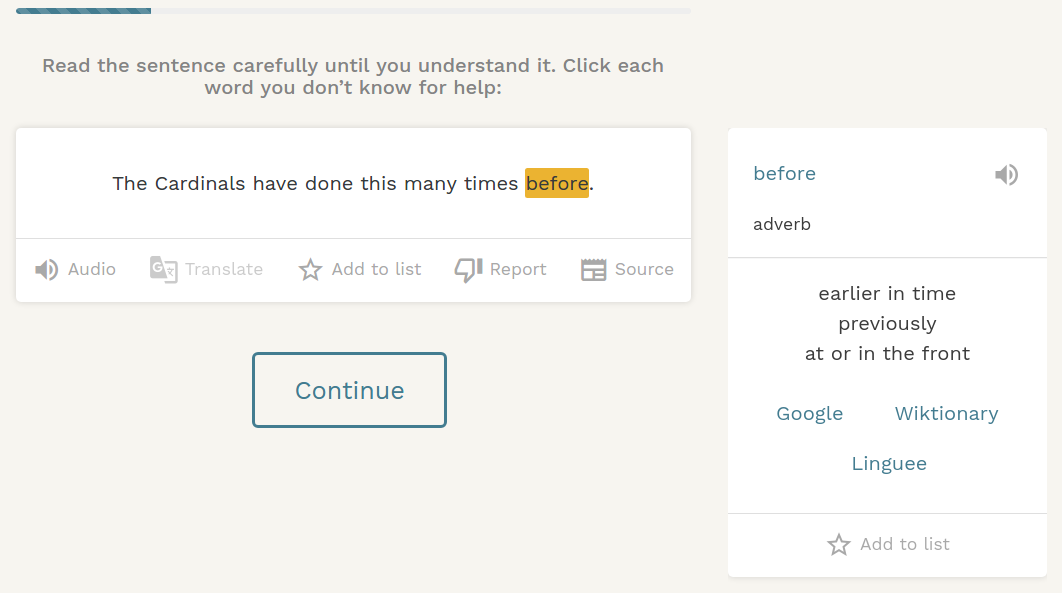 Read the sentence carefully until you understand it. Click each
word you don’t know for help:
The Cardinals have done this many times before.
Audio
Translate
Add to list
Report
Source
Continue
before
adverb
earlier in time
previously
at or in the front
Google
Wiktionary
Linguee
Add to list